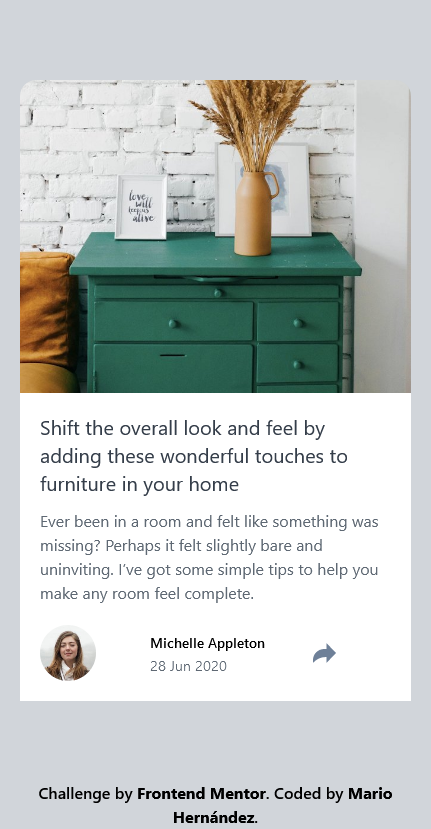 love
will
keep us
alive
Shift the overall look and feel by
adding these wonderful touches to
furniture in your home
Ever been in a room and felt like something was
missing? Perhaps it felt slightly bare and
uninviting. I’ve got some simple tips to help you
make any room feel complete.
Michelle Appleton
28 Jun 2020
Challenge by Frontend Mentor. Coded by Mario
Hernández.